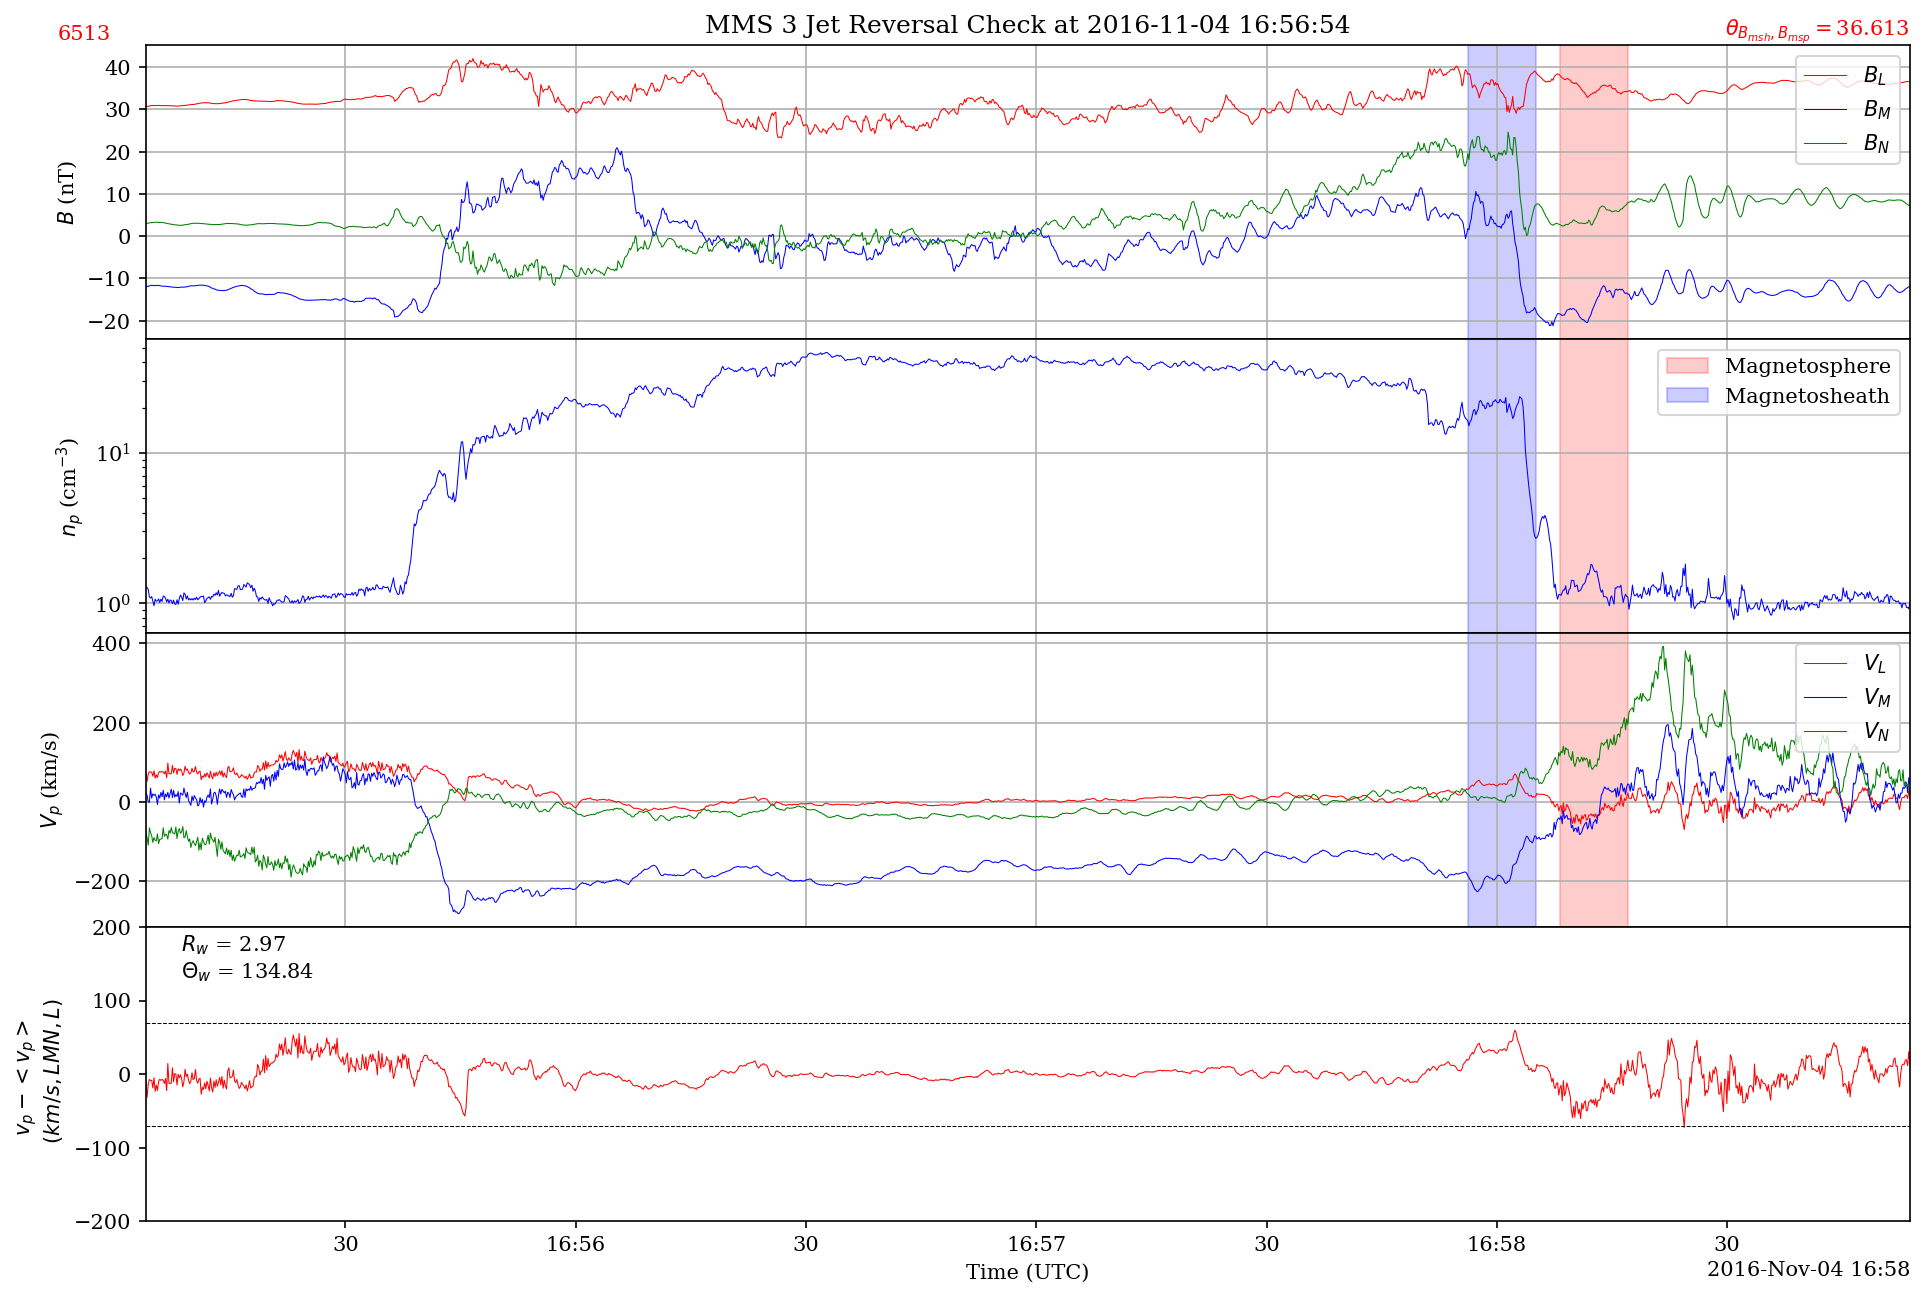 MMS 3 Jet Reversal Check at 2016-11-04 16:56:54
6513
θ_{B_{msh}, B_{msp}} = 36.613
B (nT)
40
30
20
10
0
−10
−20
B_L
B_M
B_N
n_p (cm⁻³)
10¹
10⁰
Magnetosphere
Magnetosheath
V_p (km/s)
400
200
0
−200
V_L
V_M
V_N
v_p − < v_p >
(km/s, LMN, L)
200
100
0
−100
−200
R_w = 2.97
Θ_w = 134.84
30
16:56
30
16:57
30
16:58
30
Time (UTC)
2016-Nov-04 16:58